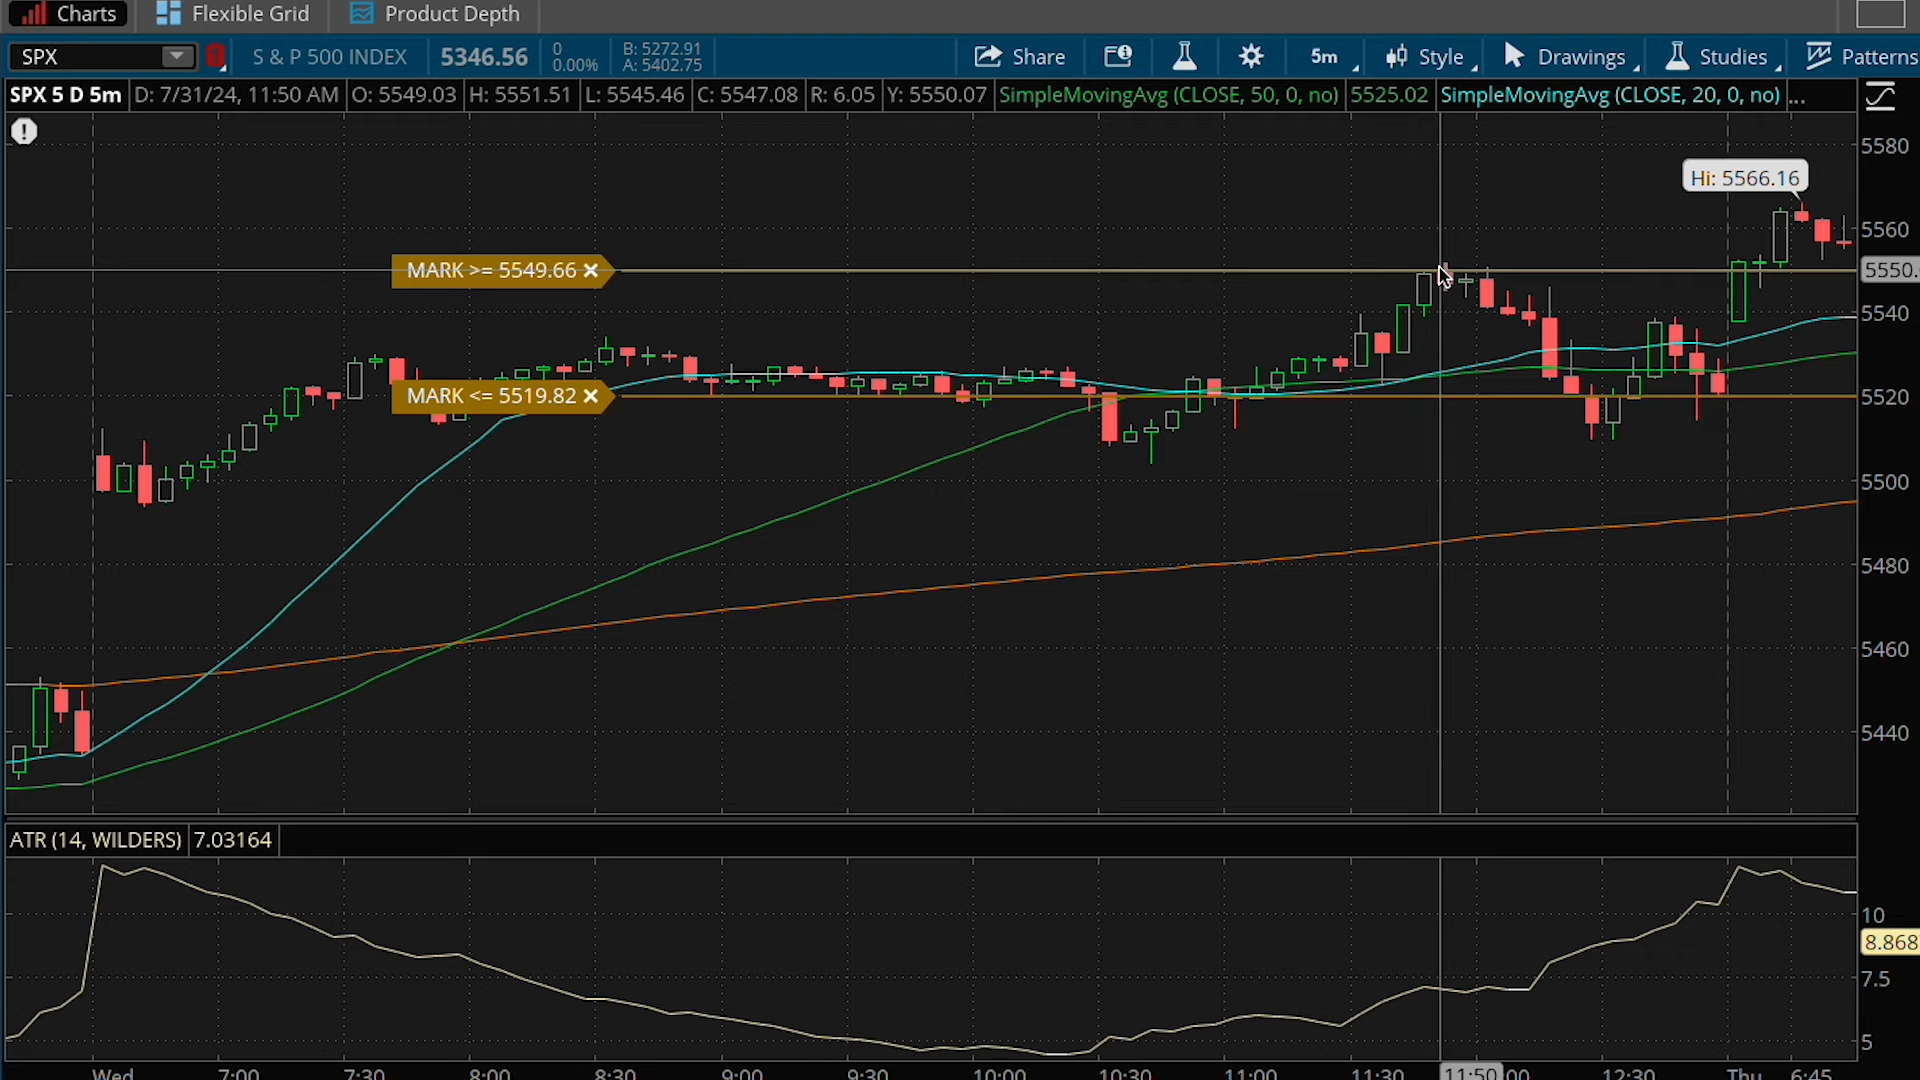 Charts Flexible Grid Product Depth
SPX S & P 500 INDEX 5346.56 0 0.00% B: 5272.91 A: 5402.75 Share 5m Style Drawings Studies Patterns
SPX 5 D 5m D: 7/31/24, 11:50 AM O: 5549.03 H: 5551.51 L: 5545.46 C: 5547.08 R: 6.05 Y: 5550.07 SimpleMovingAvg (CLOSE, 50, 0, no) 5525.02 SimpleMovingAvg (CLOSE, 20, 0, no) ...
5580
Hi: 5566.16
5560
MARK >= 5549.66 ×
5550.
5540
MARK <= 5519.82 ×
5520
5500
5480
5460
5440
ATR (14, WILDERS) 7.03164
10
8.868
7.5
5
Wed 7:00 7:30 8:00 8:30 9:00 9:30 10:00 10:30 11:00 11:30 11:50 00 12:30 Thu 6:45